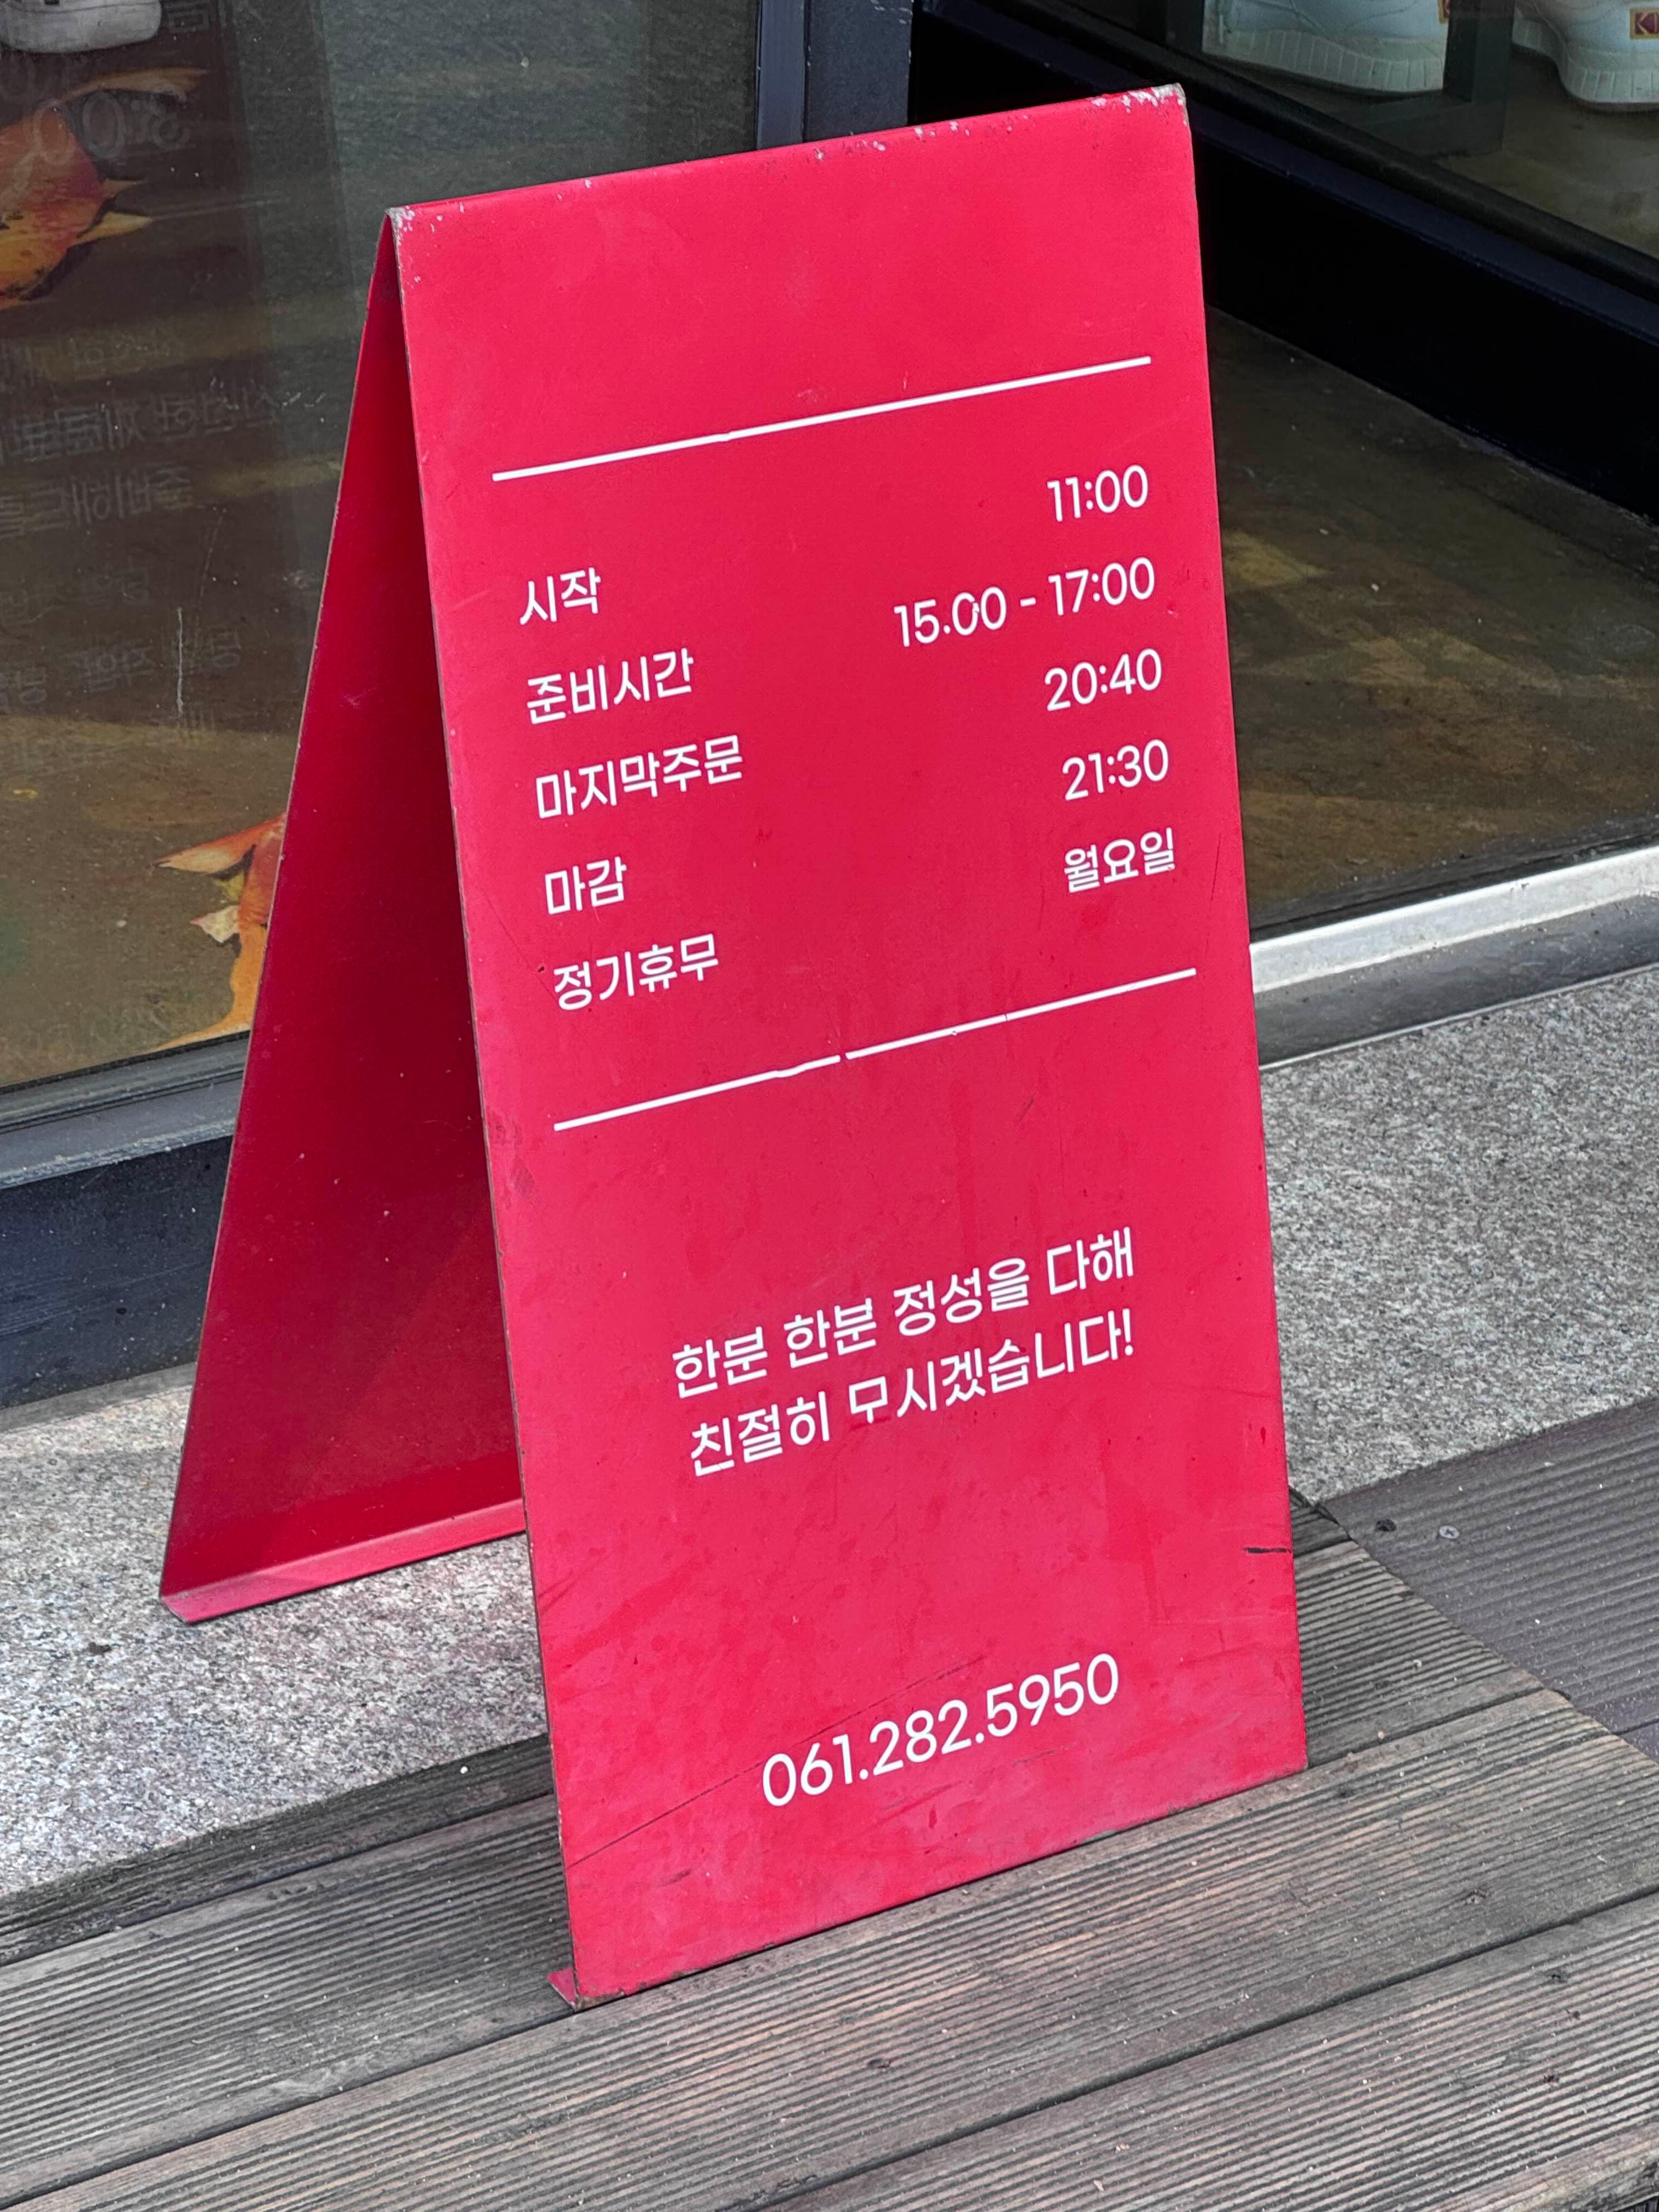 시작 11:00
준비시간 15.00 - 17:00
마지막주문 20:40
마감 21:30
정기휴무 월요일
한분 한분 정성을 다해
친절히 무시겠습니다!
061.282.5950